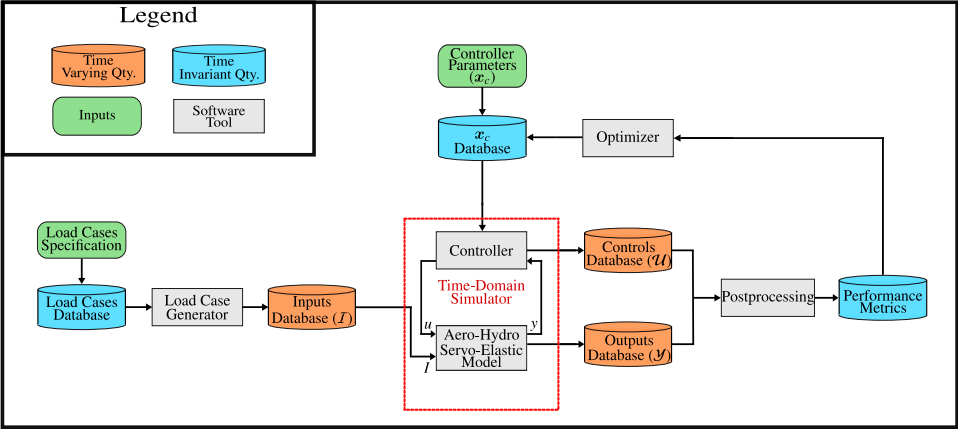 Legend
Time
Varying Qty.
Time
Invariant Qty.
Inputs
Software
Tool
Controller
Parameters
(𝒙c)
𝒙c
Database
Optimizer
Load Cases
Specification
Controller
Controls
Database (𝓤)
Time-Domain
Simulator
Load Cases
Database
Load Case
Generator
Inputs
Database (𝓘)
Postprocessing
Performance
Metrics
u
y
I
Aero-Hydro
Servo-Elastic
Model
Outputs
Database (𝓨)